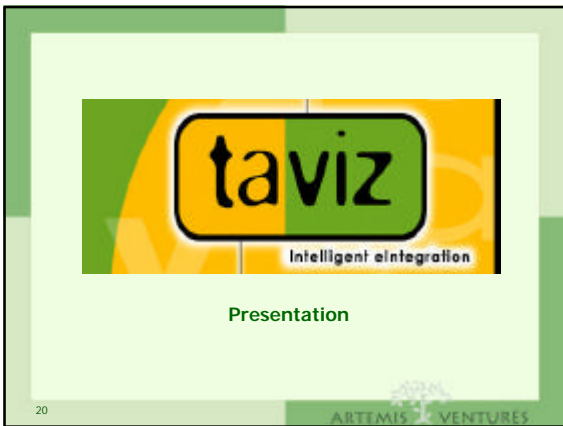 taviz
Intelligent eIntegration
Presentation
20
ARTEMIS VENTURES